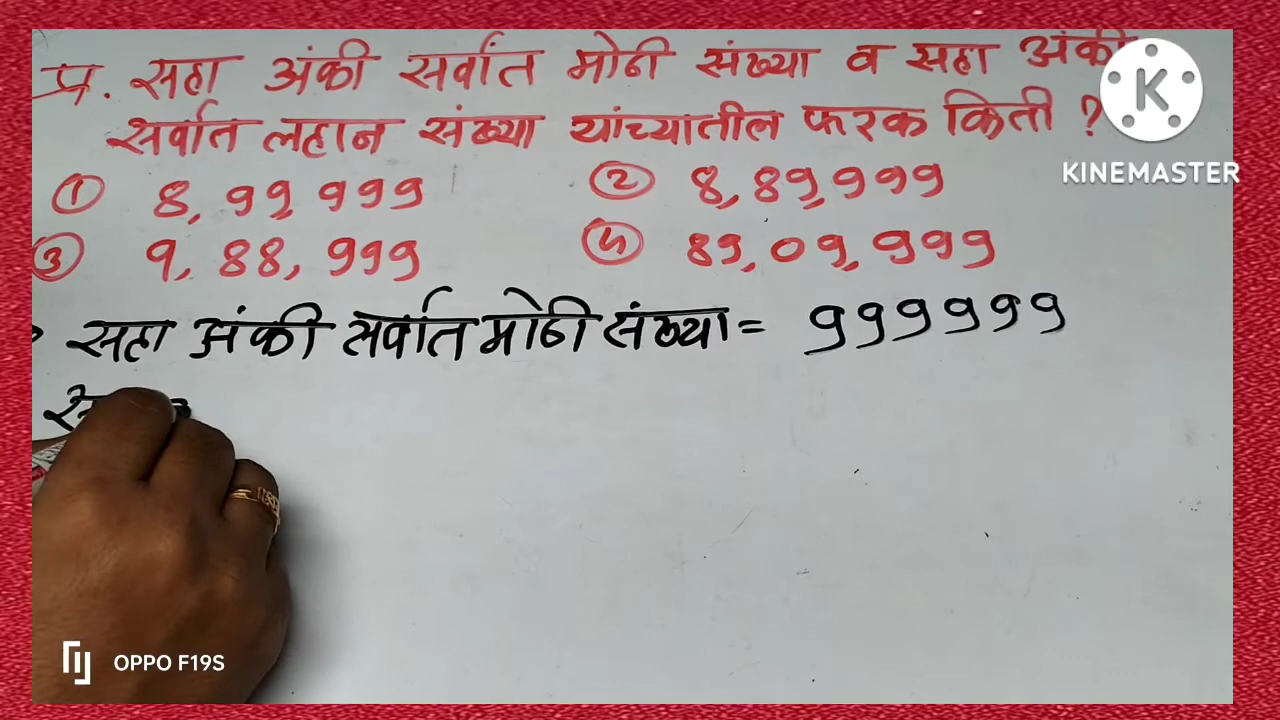 प्र. सहा अंकी सर्वांत मोठी संख्या व सहा अंकी
सर्वात लहान संख्या यांच्यातील फरक किती ?
① 8, 99, 999 ② 8, 89, 999
③ 9, 88, 999 ④ 89, 09, 999
सहा अंकी सर्वात मोठी संख्या = 999999
K
KINEMASTER
OPPO F19S